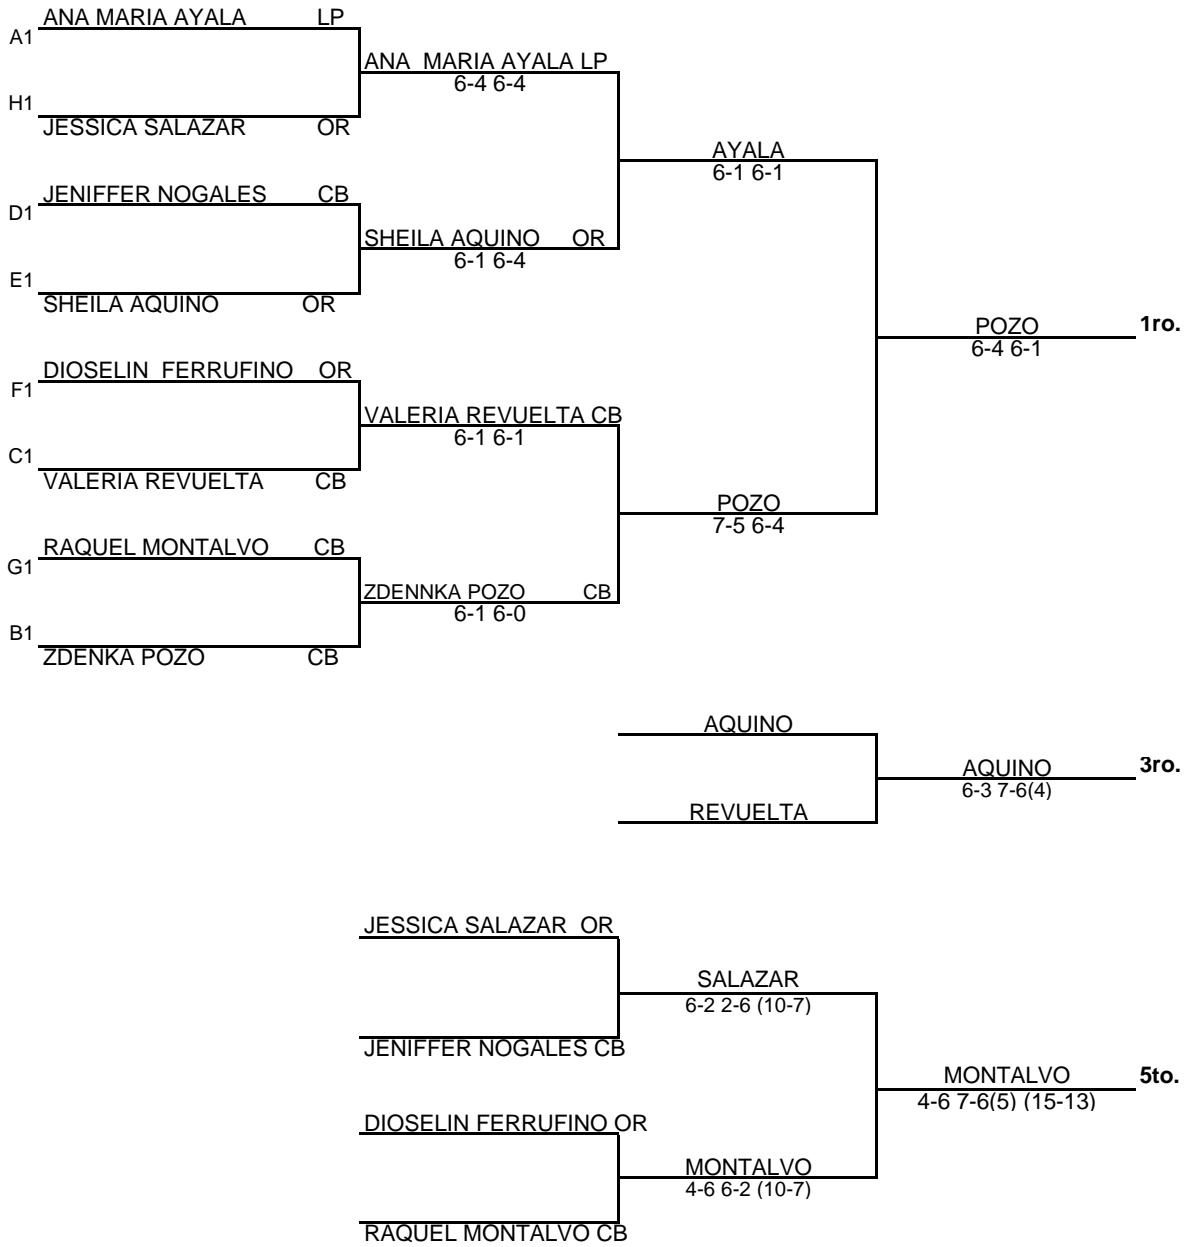 ANA MARIA AYALA LP
A1
ANA MARIA AYALA LP
6-4 6-4
H1
JESSICA SALAZAR OR
AYALA
6-1 6-1
JENIFFER NOGALES CB
D1
SHEILA AQUINO OR
6-1 6-4
E1
SHEILA AQUINO OR
POZO 1ro.
6-4 6-1
DIOSELIN FERRUFINO OR
F1
VALERIA REVUELTA CB
6-1 6-1
C1
VALERIA REVUELTA CB
POZO
7-5 6-4
RAQUEL MONTALVO CB
G1
ZDENNKA POZO CB
6-1 6-0
B1
ZDENKA POZO CB
AQUINO
AQUINO 3ro.
6-3 7-6(4)
REVUELTA
JESSICA SALAZAR OR
SALAZAR
6-2 2-6 (10-7)
JENIFFER NOGALES CB
MONTALVO 5to.
4-6 7-6(5) (15-13)
DIOSELIN FERRUFINO OR
MONTALVO
4-6 6-2 (10-7)
RAQUEL MONTALVO CB